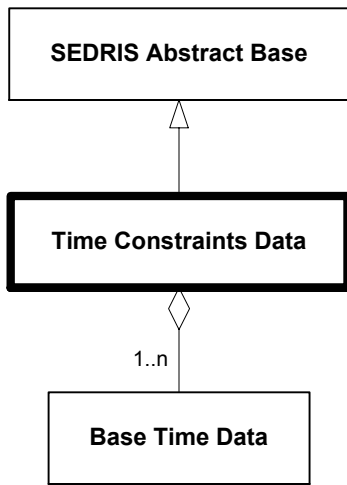 SEDRIS Abstract Base
Time Constraints Data
1..n
Base Time Data